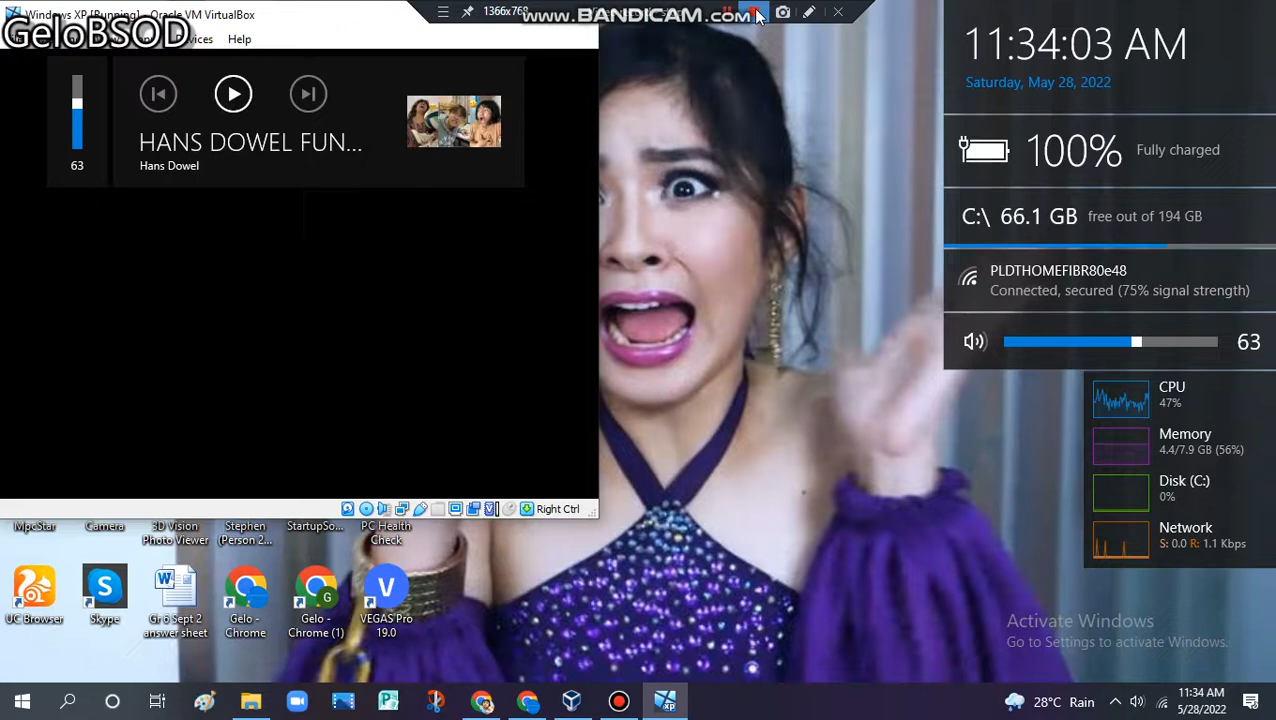 Windows XP [Running] - Oracle VM VirtualBox
GeloBSOD
Devices
Help
1366x768
www.BANDICAM.com
HANS DOWEL FUN...
Hans Dowel
63
11:34:03 AM
Saturday, May 28, 2022
100%
Fully charged
C:\ 66.1 GB free out of 194 GB
PLDTHOMEFIBR80e48
Connected, secured (75% signal strength)
63
CPU
47%
Memory
4.4/7.9 GB (56%)
Disk (C:)
0%
Network
S: 0.0 R: 1.1 Kbps
Right Ctrl
MpcStar
Camera
3D Vision
Photo Viewer
Stephen
(Person 2...
StartupSo...
PC Health
Check
UC Browser
Skype
Gr 6 Sept 2
answer sheet
Gelo -
Chrome
Gelo -
Chrome (1)
VEGAS Pro
19.0
Activate Windows
Go to Settings to activate Windows.
28°C Rain
11:34 AM
5/28/2022